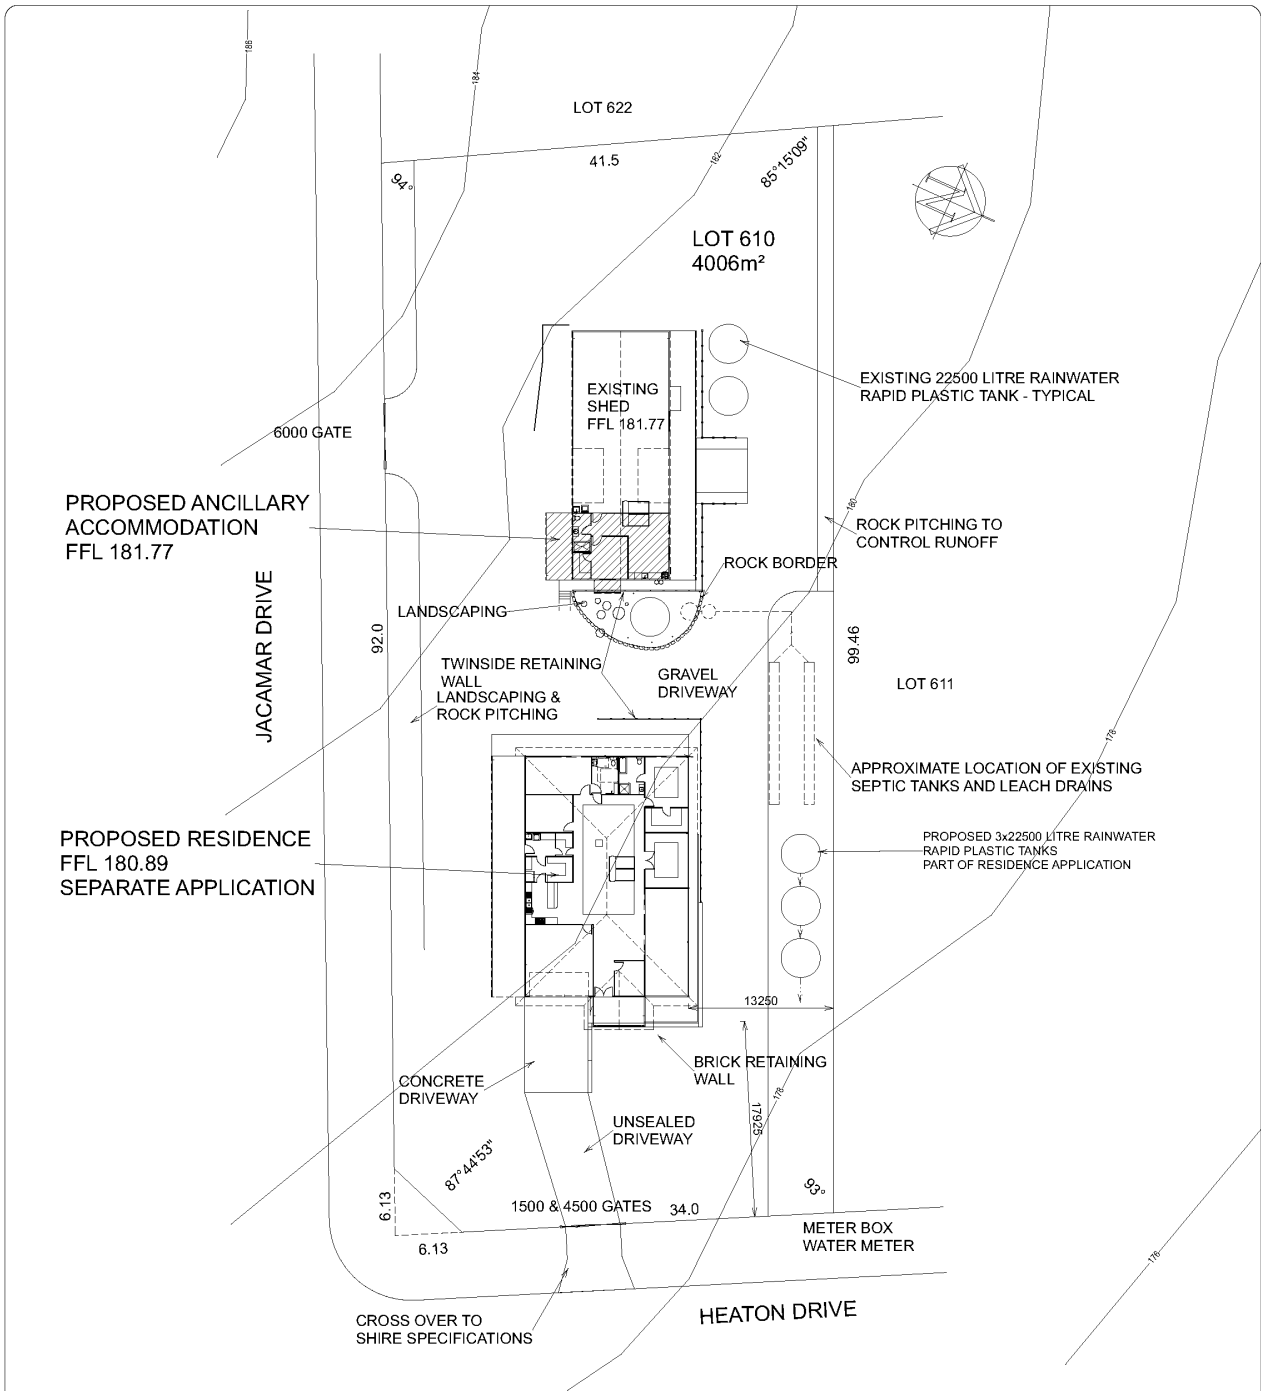 186
184
LOT 622
182
41.5
85°15'09"
94°
LOT 610
4006m²
EXISTING
SHED
FFL 181.77
EXISTING 22500 LITRE RAINWATER
RAPID PLASTIC TANK - TYPICAL
6000 GATE
PROPOSED ANCILLARY
ACCOMMODATION
FFL 181.77
180
ROCK PITCHING TO
CONTROL RUNOFF
ROCK BORDER
LANDSCAPING
JACAMAR DRIVE
92.0
99.46
TWINSIDE RETAINING
WALL
LANDSCAPING &
ROCK PITCHING
GRAVEL
DRIVEWAY
LOT 611
178
APPROXIMATE LOCATION OF EXISTING
SEPTIC TANKS AND LEACH DRAINS
PROPOSED RESIDENCE
FFL 180.89
SEPARATE APPLICATION
PROPOSED 3x22500 LITRE RAINWATER
RAPID PLASTIC TANKS
PART OF RESIDENCE APPLICATION
13250
BRICK RETAINING
WALL
CONCRETE
DRIVEWAY
178
17925
UNSEALED
DRIVEWAY
87°44'53"
93°
6.13
1500 & 4500 GATES
34.0
6.13
METER BOX
WATER METER
176
HEATON DRIVE
CROSS OVER TO
SHIRE SPECIFICATIONS